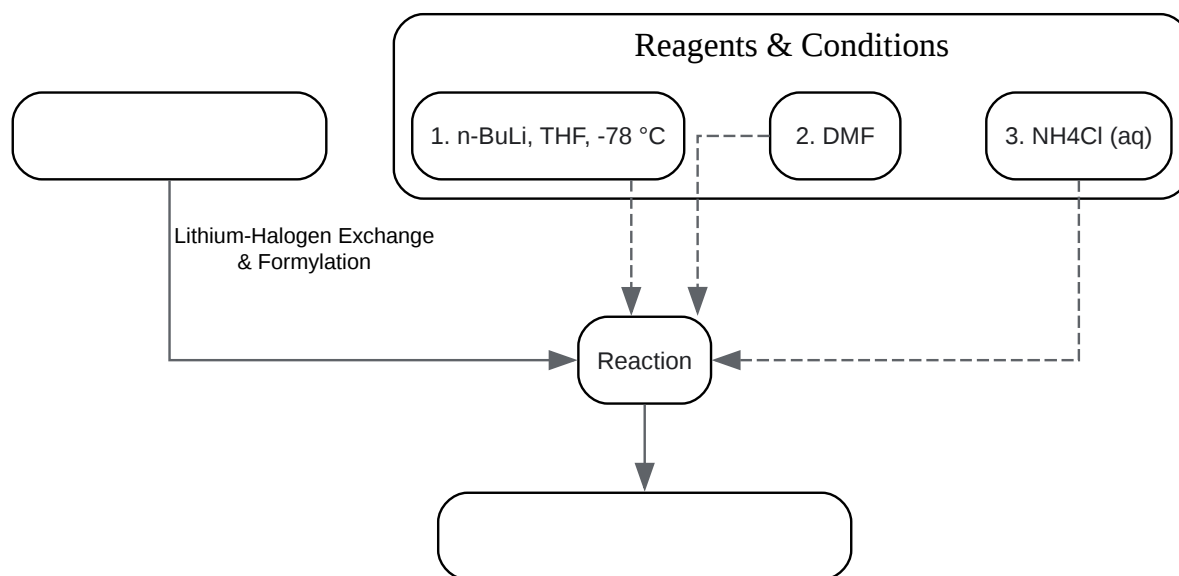 Reagents & Conditions
1. n-BuLi, THF, -78 °C
2. DMF
3. NH4Cl (aq)
Lithium-Halogen Exchange
& Formylation
Reaction